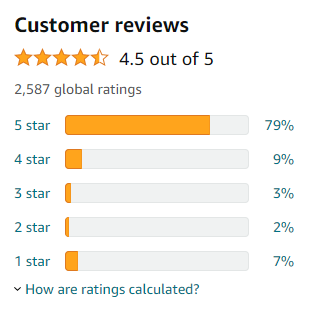 Customer reviews
4.5 out of 5
2,587 global ratings
5 star 79%
4 star 9%
3 star 3%
2 star 2%
1 star 7%
How are ratings calculated?